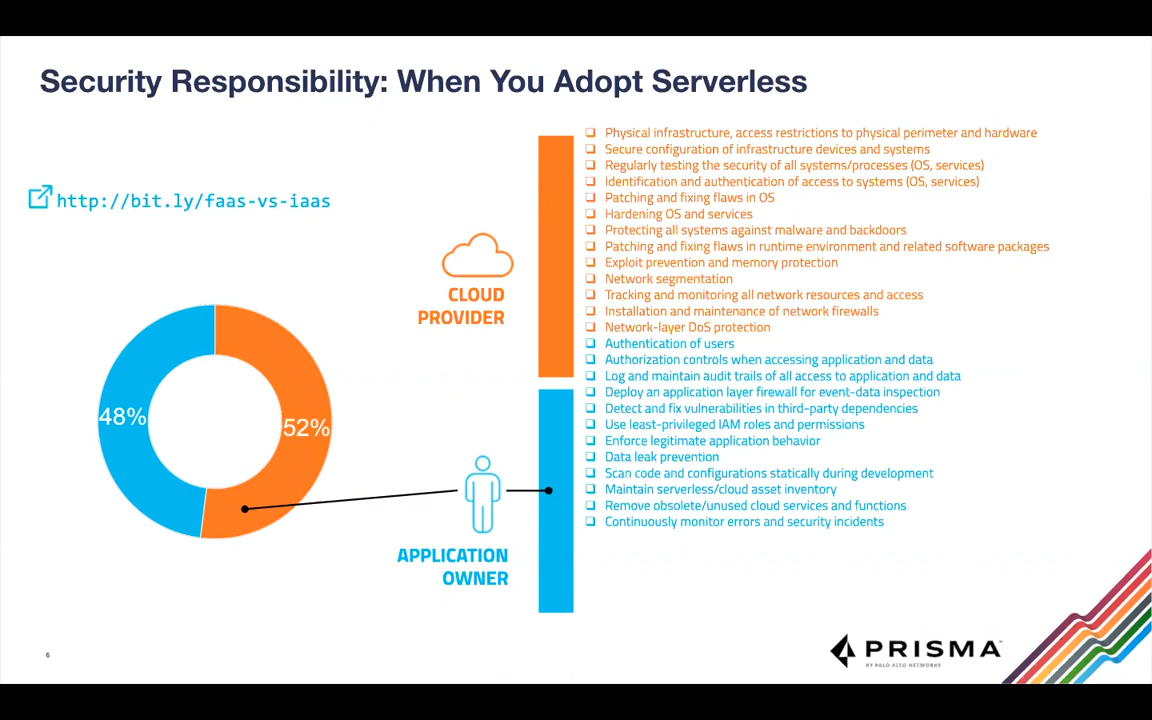 Security Responsibility: When You Adopt Serverless
http://bit.ly/faas-vs-iaas
48%
52%
CLOUD
PROVIDER
APPLICATION
OWNER
Physical infrastructure, access restrictions to physical perimeter and hardware
Secure configuration of infrastructure devices and systems
Regularly testing the security of all systems/processes (OS, services)
Identification and authentication of access to systems (OS, services)
Patching and fixing flaws in OS
Hardening OS and services
Protecting all systems against malware and backdoors
Patching and fixing flaws in runtime environment and related software packages
Exploit prevention and memory protection
Network segmentation
Tracking and monitoring all network resources and access
Installation and maintenance of network firewalls
Network-layer DoS protection
Authentication of users
Authorization controls when accessing application and data
Log and maintain audit trails of all access to application and data
Deploy an application layer firewall for event-data inspection
Detect and fix vulnerabilities in third-party dependencies
Use least-privileged IAM roles and permissions
Enforce legitimate application behavior
Data leak prevention
Scan code and configurations statically during development
Maintain serverless/cloud asset inventory
Remove obsolete/unused cloud services and functions
Continuously monitor errors and security incidents
6
PRISMA™
BY PALO ALTO NETWORKS